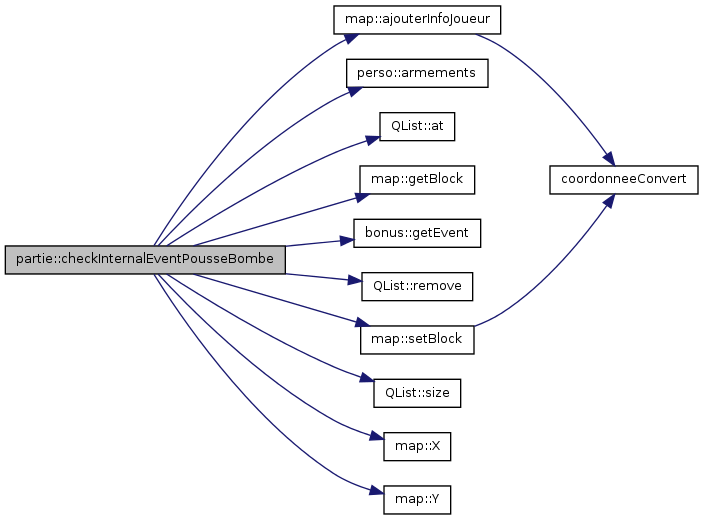 map::ajouterInfoJoueur
perso::armements
QList::at
map::getBlock
coordonneeConvert
bonus::getEvent
partie::checkInternalEventPousseBombe
QList::remove
map::setBlock
QList::size
map::X
map::Y